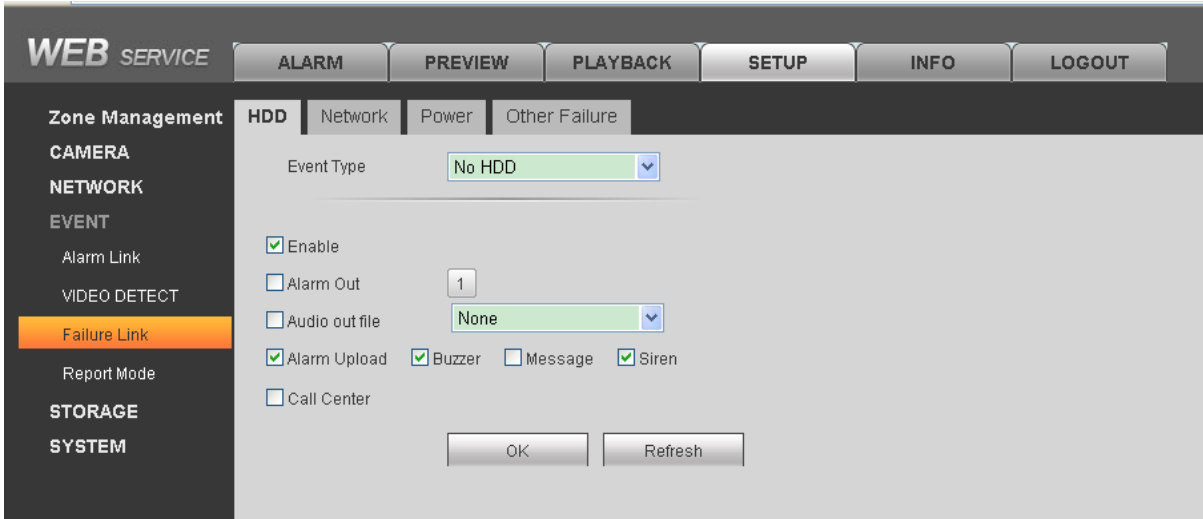 WEB SERVICE
ALARM PREVIEW PLAYBACK SETUP INFO LOGOUT
Zone Management
CAMERA
NETWORK
EVENT
Alarm Link
VIDEO DETECT
Failure Link
Report Mode
STORAGE
SYSTEM
HDD Network Power Other Failure
Event Type No HDD
Enable
Alarm Out 1
Audio out file None
Alarm Upload Buzzer Message Siren
Call Center
OK Refresh